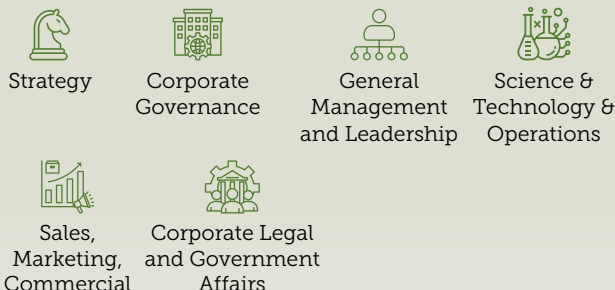 Strategy
Corporate
Governance
General
Management
and Leadership
Science &
Technology &
Operations
Sales,
Marketing,
Commercial
Corporate Legal
and Government
Affairs